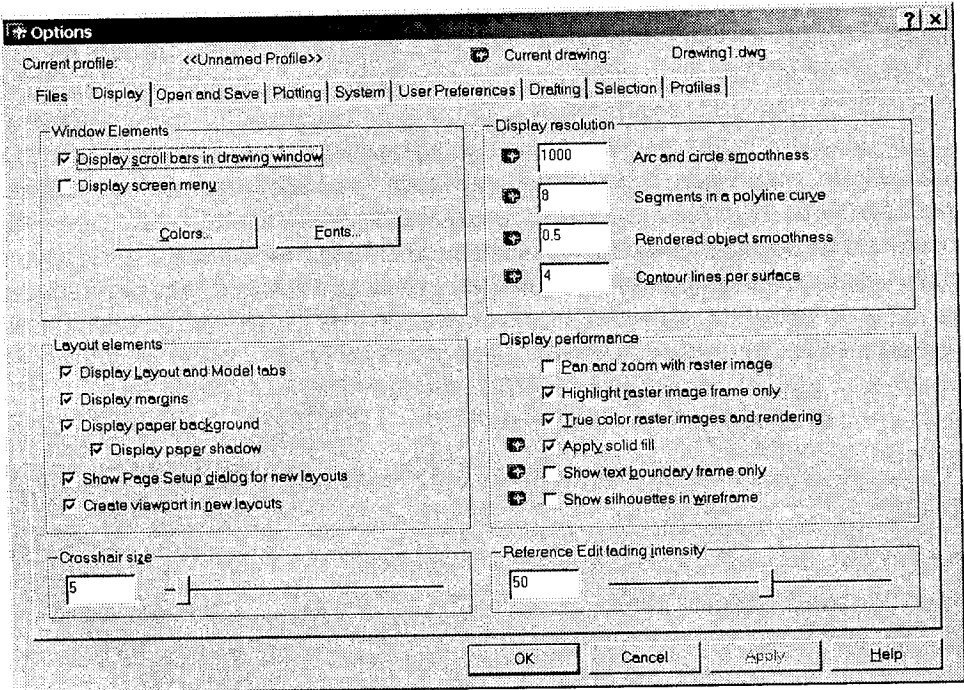 Options
? ×
Current profile: <<Unnamed Profile>> Current drawing: Drawing1.dwg
Files Display Open and Save Plotting System User Preferences Drafting Selection Profiles
Window Elements
Display scroll bars in drawing window
Display screen menu
Colors... Fonts...
Display resolution
1000 Arc and circle smoothness
8 Segments in a polyline curve
0.5 Rendered object smoothness
4 Contour lines per surface
Layout elements
Display Layout and Model tabs
Display margins
Display paper background
Display paper shadow
Show Page Setup dialog for new layouts
Create viewport in new layouts
Display performance
Pan and zoom with raster image
Highlight raster image frame only
True color raster images and rendering
Apply solid fill
Show text boundary frame only
Show silhouettes in wireframe
Crosshair size
5
Reference Edit fading intensity
50
OK Cancel Apply Help